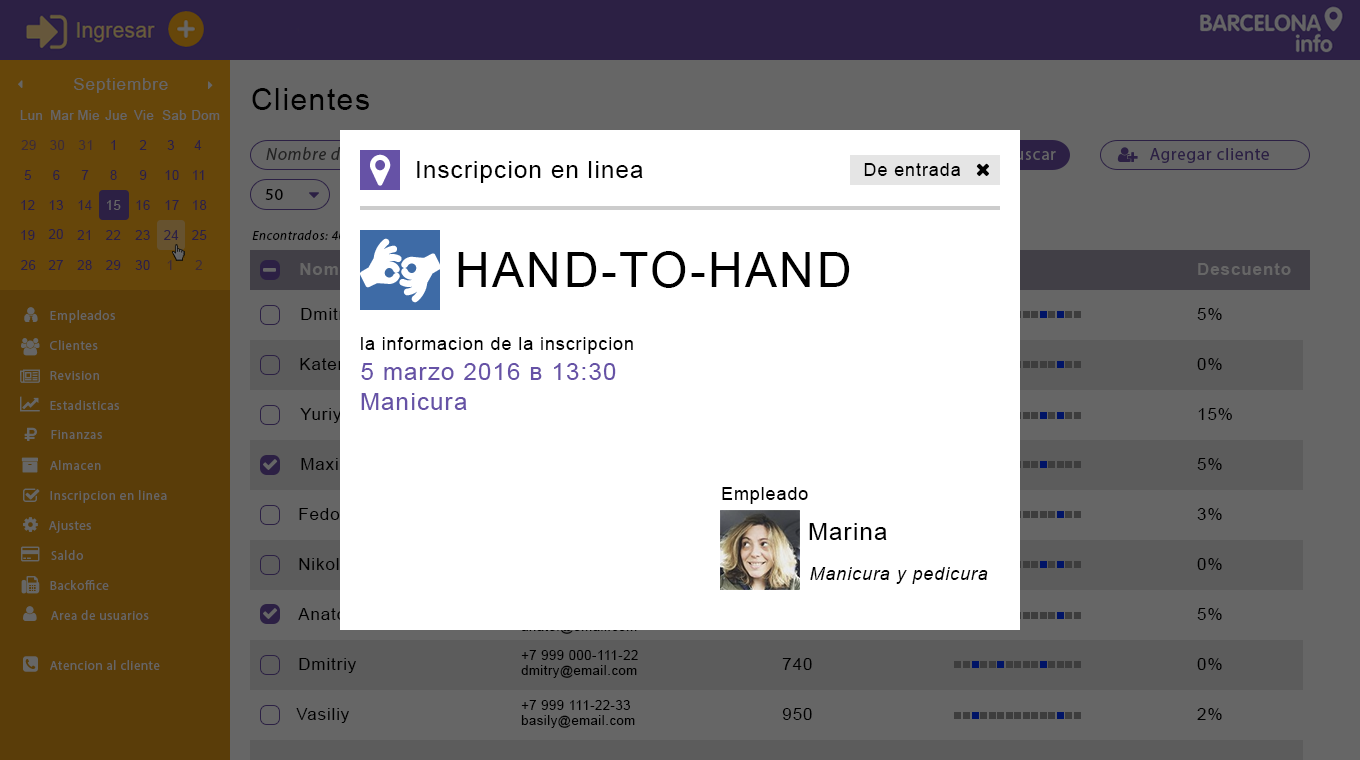 Ingresar
BARCELONA
info
Septiembre
Lun Mar Mie Jue Vie Sab Dom
29 30 31 1 2 3 4
5 6 7 8 9 10 11
12 13 14 15 16 17 18
19 20 21 22 23 24 25
26 27 28 29 30 1 2
Empleados
Clientes
Revision
Estadisticas
Finanzas
Almacen
Inscripcion en linea
Ajustes
Saldo
Backoffice
Area de usuarios
Atencion al cliente
Clientes
Nombre d
uscar
Agregar cliente
50
Encontrados: 4
Nom
Descuento
Dmit
5%
Kater
0%
Yuriy
15%
Maxi
5%
Fedo
3%
Nikol
0%
Anato
5%
Dmitriy
+7 999 000-111-22
dmitry@email.com
740
0%
Vasiliy
+7 999 111-22-33
basily@email.com
950
2%
Inscripcion en linea
De entrada
HAND-TO-HAND
la informacion de la inscripcion
5 marzo 2016 в 13:30
Manicura
Empleado
Marina
Manicura y pedicura